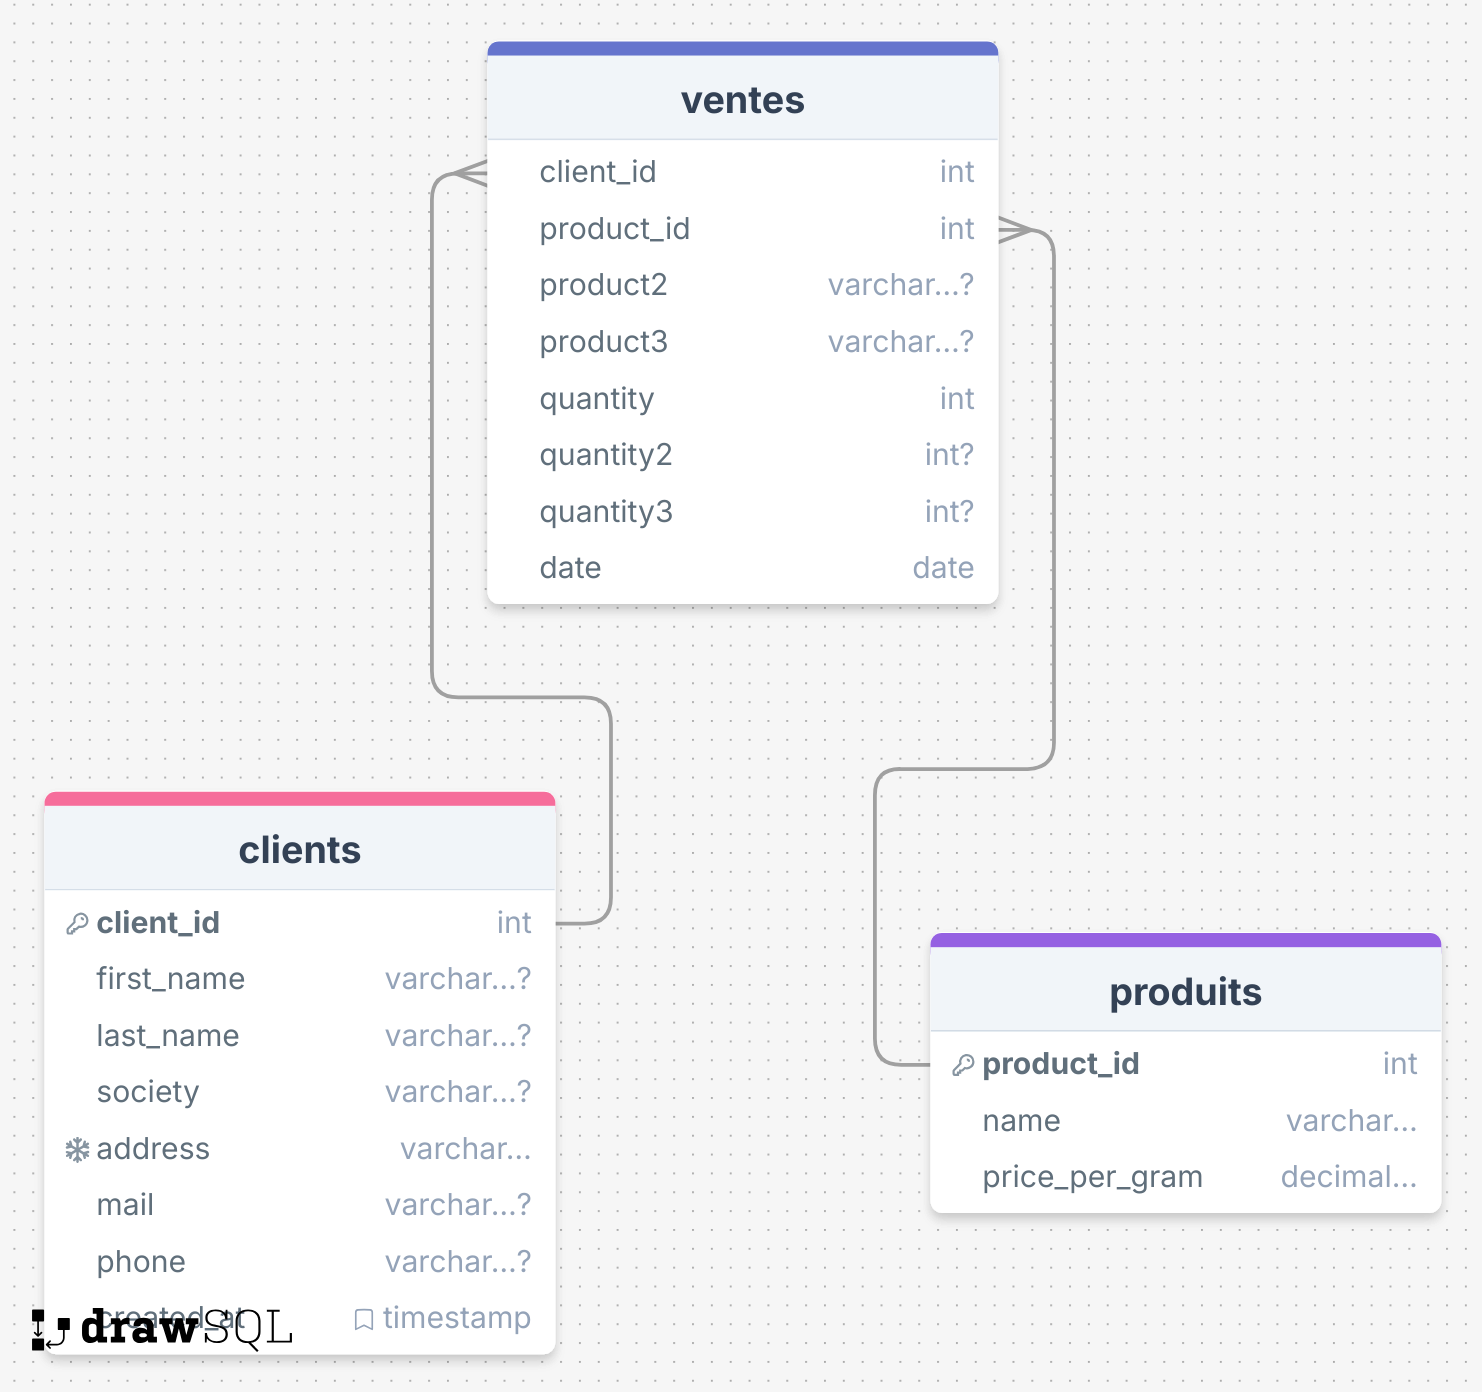 ventes
client_id int
product_id int
product2 varchar...?
product3 varchar...?
quantity int
quantity2 int?
quantity3 int?
date date
clients
client_id int
first_name varchar...?
last_name varchar...?
society varchar...?
address varchar...
mail varchar...?
phone varchar...?
created_at timestamp
drawSQL
produits
product_id int
name varchar...
price_per_gram decimal...